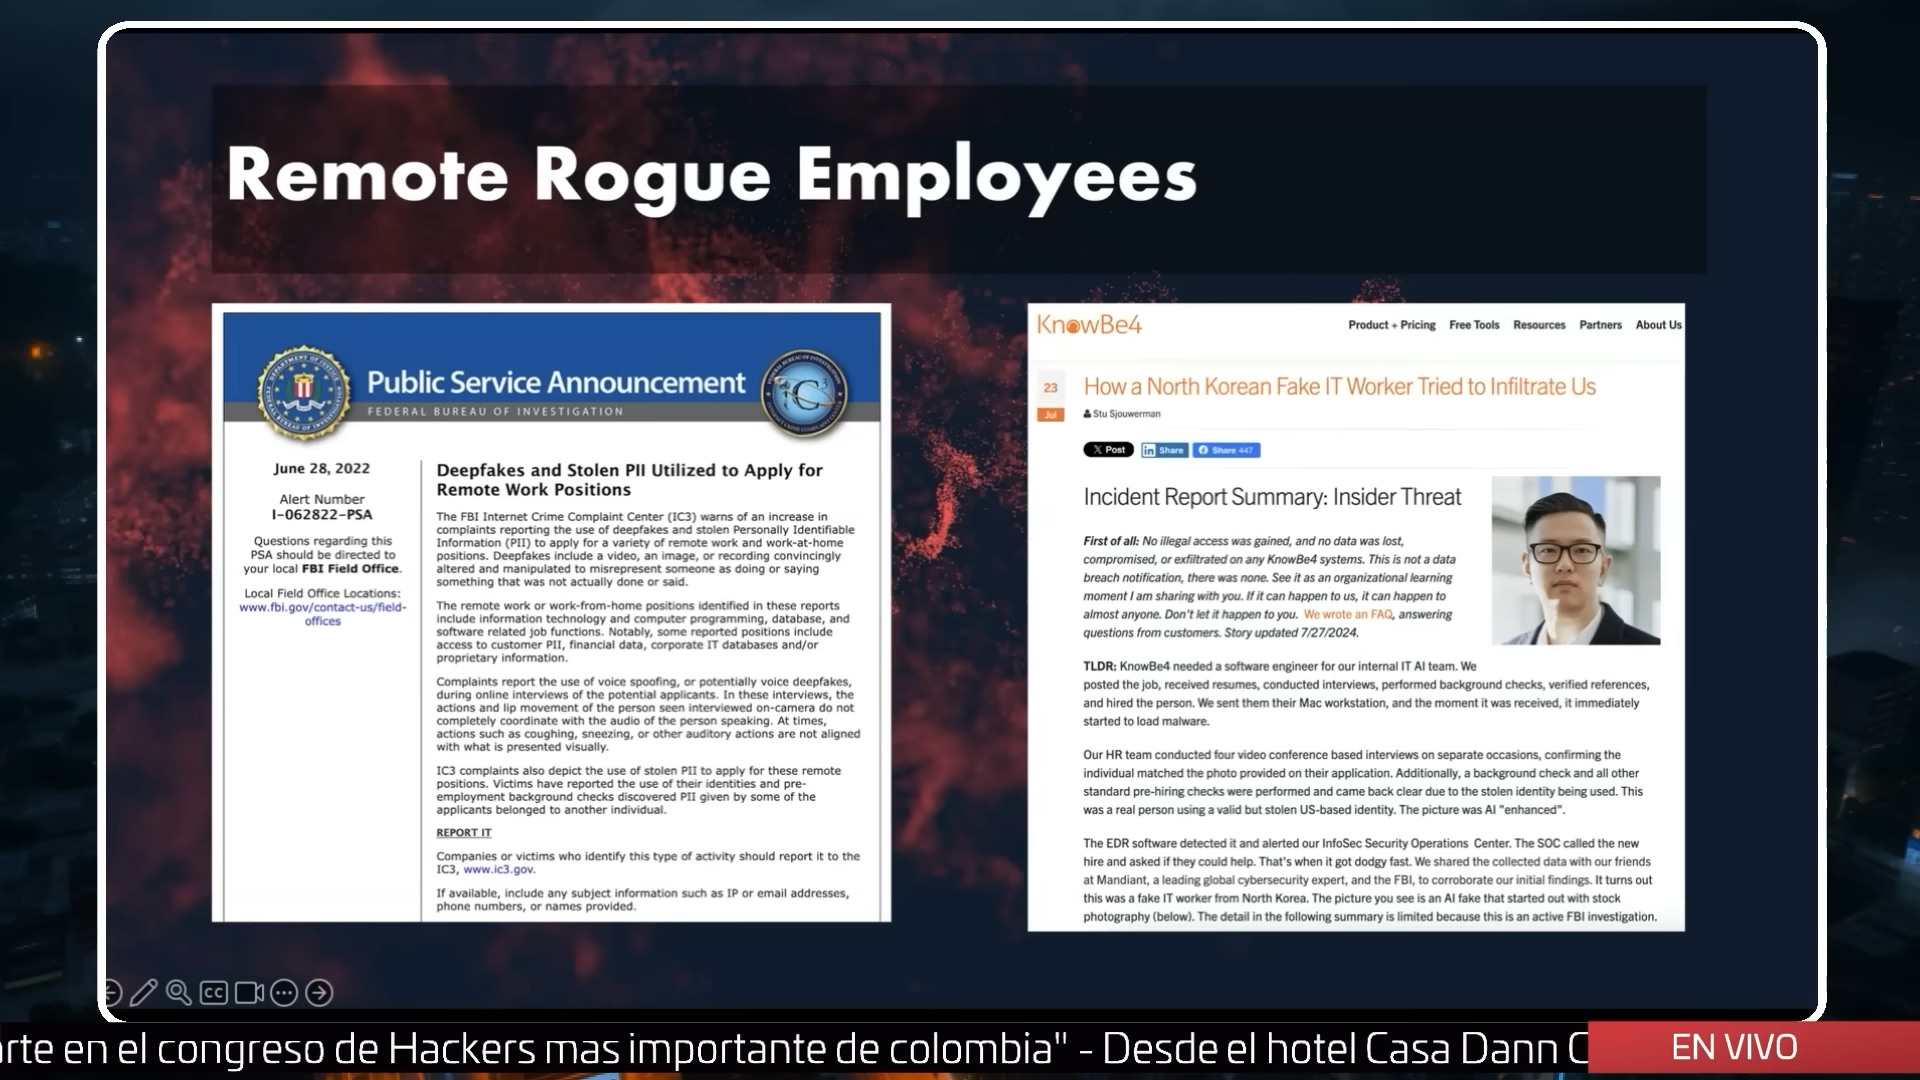 Remote Rogue Employees
Public Service Announcement
FEDERAL BUREAU OF INVESTIGATION
June 28, 2022
Alert Number
I-062822-PSA
Questions regarding this
PSA should be directed to
your local FBI Field Office.
Local Field Office Locations:
www.fbi.gov/contact-us/field-
offices
Deepfakes and Stolen PII Utilized to Apply for
Remote Work Positions
The FBI Internet Crime Complaint Center (IC3) warns of an increase in
complaints reporting the use of deepfakes and stolen Personally Identifiable
Information (PII) to apply for a variety of remote work and work-at-home
positions. Deepfakes include a video, an image, or recording convincingly
altered and manipulated to misrepresent someone as doing or saying
something that was not actually done or said.
The remote work or work-from-home positions identified in these reports
include information technology and computer programming, database, and
software related job functions. Notably, some reported positions include
access to customer PII, financial data, corporate IT databases and/or
proprietary information.
Complaints report the use of voice spoofing, or potentially voice deepfakes,
during online interviews of the potential applicants. In these interviews, the
actions and lip movement of the person seen interviewed on-camera do not
completely coordinate with the audio of the person speaking. At times,
actions such as coughing, sneezing, or other auditory actions are not aligned
with what is presented visually.
IC3 complaints also depict the use of stolen PII to apply for these remote
positions. Victims have reported the use of their identities and pre-
employment background checks discovered PII given by some of the
applicants belonged to another individual.
REPORT IT
Companies or victims who identify this type of activity should report it to the
IC3, www.ic3.gov.
If available, include any subject information such as IP or email addresses,
phone numbers, or names provided.
KnowBe4
Product + Pricing Free Tools Resources Partners About Us
23
Jul
How a North Korean Fake IT Worker Tried to Infiltrate Us
Stu Sjouwerman
X Post in Share Share 447
Incident Report Summary: Insider Threat
First of all: No illegal access was gained, and no data was lost,
compromised, or exfiltrated on any KnowBe4 systems. This is not a data
breach notification, there was none. See it as an organizational learning
moment I am sharing with you. If it can happen to us, it can happen to
almost anyone. Don't let it happen to you. We wrote an FAQ, answering
questions from customers. Story updated 7/27/2024.
TLDR: KnowBe4 needed a software engineer for our internal IT AI team. We
posted the job, received resumes, conducted interviews, performed background checks, verified references,
and hired the person. We sent them their Mac workstation, and the moment it was received, it immediately
started to load malware.
Our HR team conducted four video conference based interviews on separate occasions, confirming the
individual matched the photo provided on their application. Additionally, a background check and all other
standard pre-hiring checks were performed and came back clear due to the stolen identity being used. This
was a real person using a valid but stolen US-based identity. The picture was AI "enhanced".
The EDR software detected it and alerted our InfoSec Security Operations Center. The SOC called the new
hire and asked if they could help. That's when it got dodgy fast. We shared the collected data with our friends
at Mandiant, a leading global cybersecurity expert, and the FBI, to corroborate our initial findings. It turns out
this was a fake IT worker from North Korea. The picture you see is an AI fake that started out with stock
photography (below). The detail in the following summary is limited because this is an active FBI investigation.
CC
rte en el congreso de Hackers mas importante de colombia" - Desde el hotel Casa Dann C
EN VIVO